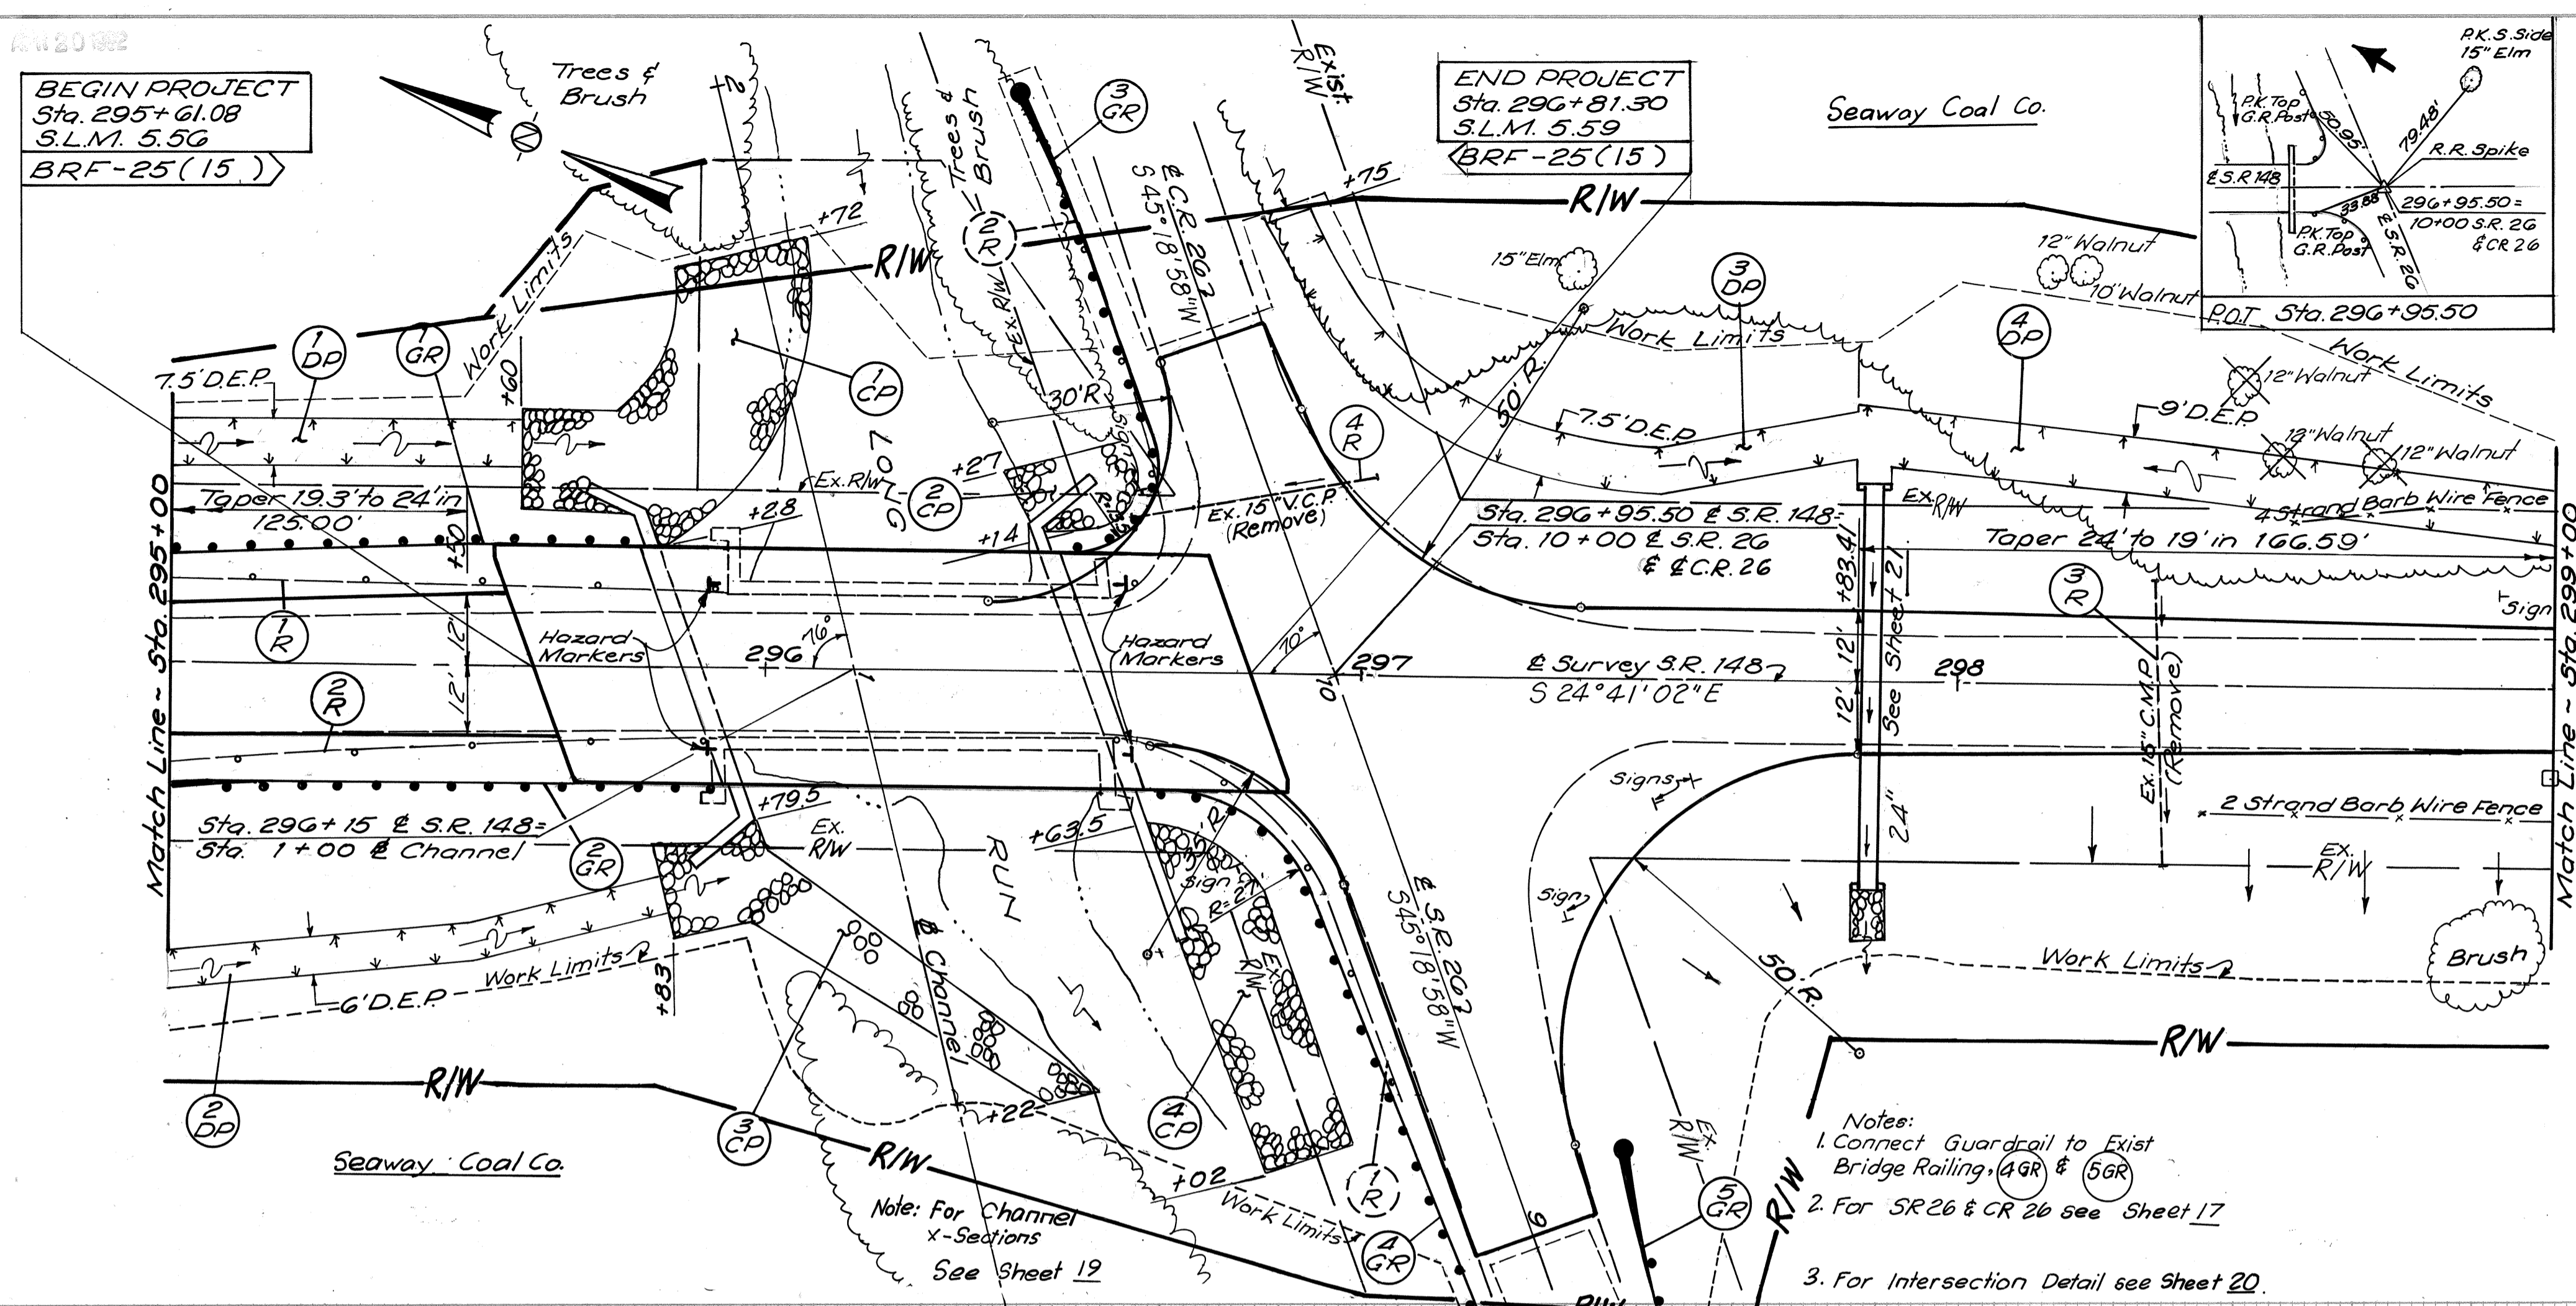 BEGIN PROJECT
Sta. 295+61.08
S.L.M. 5.56
BRF-25(15)
Trees &
Brush
+2
Trees &
Brush
3
GR
Exist.
R/W
END PROJECT
Sta. 296+81.30
S.L.M. 5.59
BRF-25(15)
Seaway Coal Co.
P.K. S. Side
15" Elm
P.K. Top
G.R. Post
50.95'
79.48'
R.R. Spike
℄ S.R. 148
33.88'
296+95.50 =
10+00 S.R. 26
℄ CR 26
P.K. Top
G.R. Post
℄ S.R. 26
P.O.T. Sta. 296+95.50
℄ C.R. 26
S 45°18'58"W
+75
R/W
+72
2
R
R/W
Ex. R/W
15" Elm
3
DP
12" Walnut
10" Walnut
4
DP
Work Limits
1
DP
1
GR
Work Limits
Work Limits
7.5' D.E.P.
+60
1
CP
30' R
50' R.
7.5' D.E.P.
9' D.E.P.
12" Walnut
12" Walnut
12" Walnut
4
R
Ex. R/W
+27
2
CP
Sign
Ex. 15" V.C.P.
(Remove)
Taper 19.3' to 24' in
125.00'
+28
+14
Sta. 296+95.50 ℄ S.R. 148=
Sta. 10+00 ℄ S.R. 26
& ℄ C.R. 26
Ex.
R/W
4 Strand Barb Wire Fence
Taper 24' to 19' in 166.59'
+50
+83.41
3
R
Sign
Match Line ~ Sta. 295+00
1
R
12'
12'
Hazard
Markers
296
76°
1
Hazard
Markers
70°
10
297
℄ Survey S.R. 148
S 24°41'02"E
12'
12'
See Sheet 21
298
Ex. 15" C.M.P.
(Remove)
Match Line ~ Sta. 299+00
2
R
Sta. 296+15 ℄ S.R. 148=
Sta. 1+00 ℄ Channel
2
GR
+79.5
Ex.
R/W
RUN
+63.5
35' R
Sign
R=27'
Signs
24"
2 Strand Barb Wire Fence
Ex.
R/W
Sign
℄ S.R. 26
S45°18'58"W
6' D.E.P.
Work Limits
+83
℄ Channel
Ex.
R/W
50' R.
Work Limits
Brush
R/W
R/W
2
DP
3
CP
+22
4
CP
Ex.
R/W
Seaway Coal Co.
R/W
+02
Work Limits
1
R
4
GR
9
5
GR
R/W
Note: For Channel
x-Sections
See Sheet 19
Notes:
1. Connect Guardrail to Exist
Bridge Railing, 4GR & 5GR
2. For SR26 & CR 26 see Sheet 17
3. For Intersection Detail see Sheet 20.
R/W